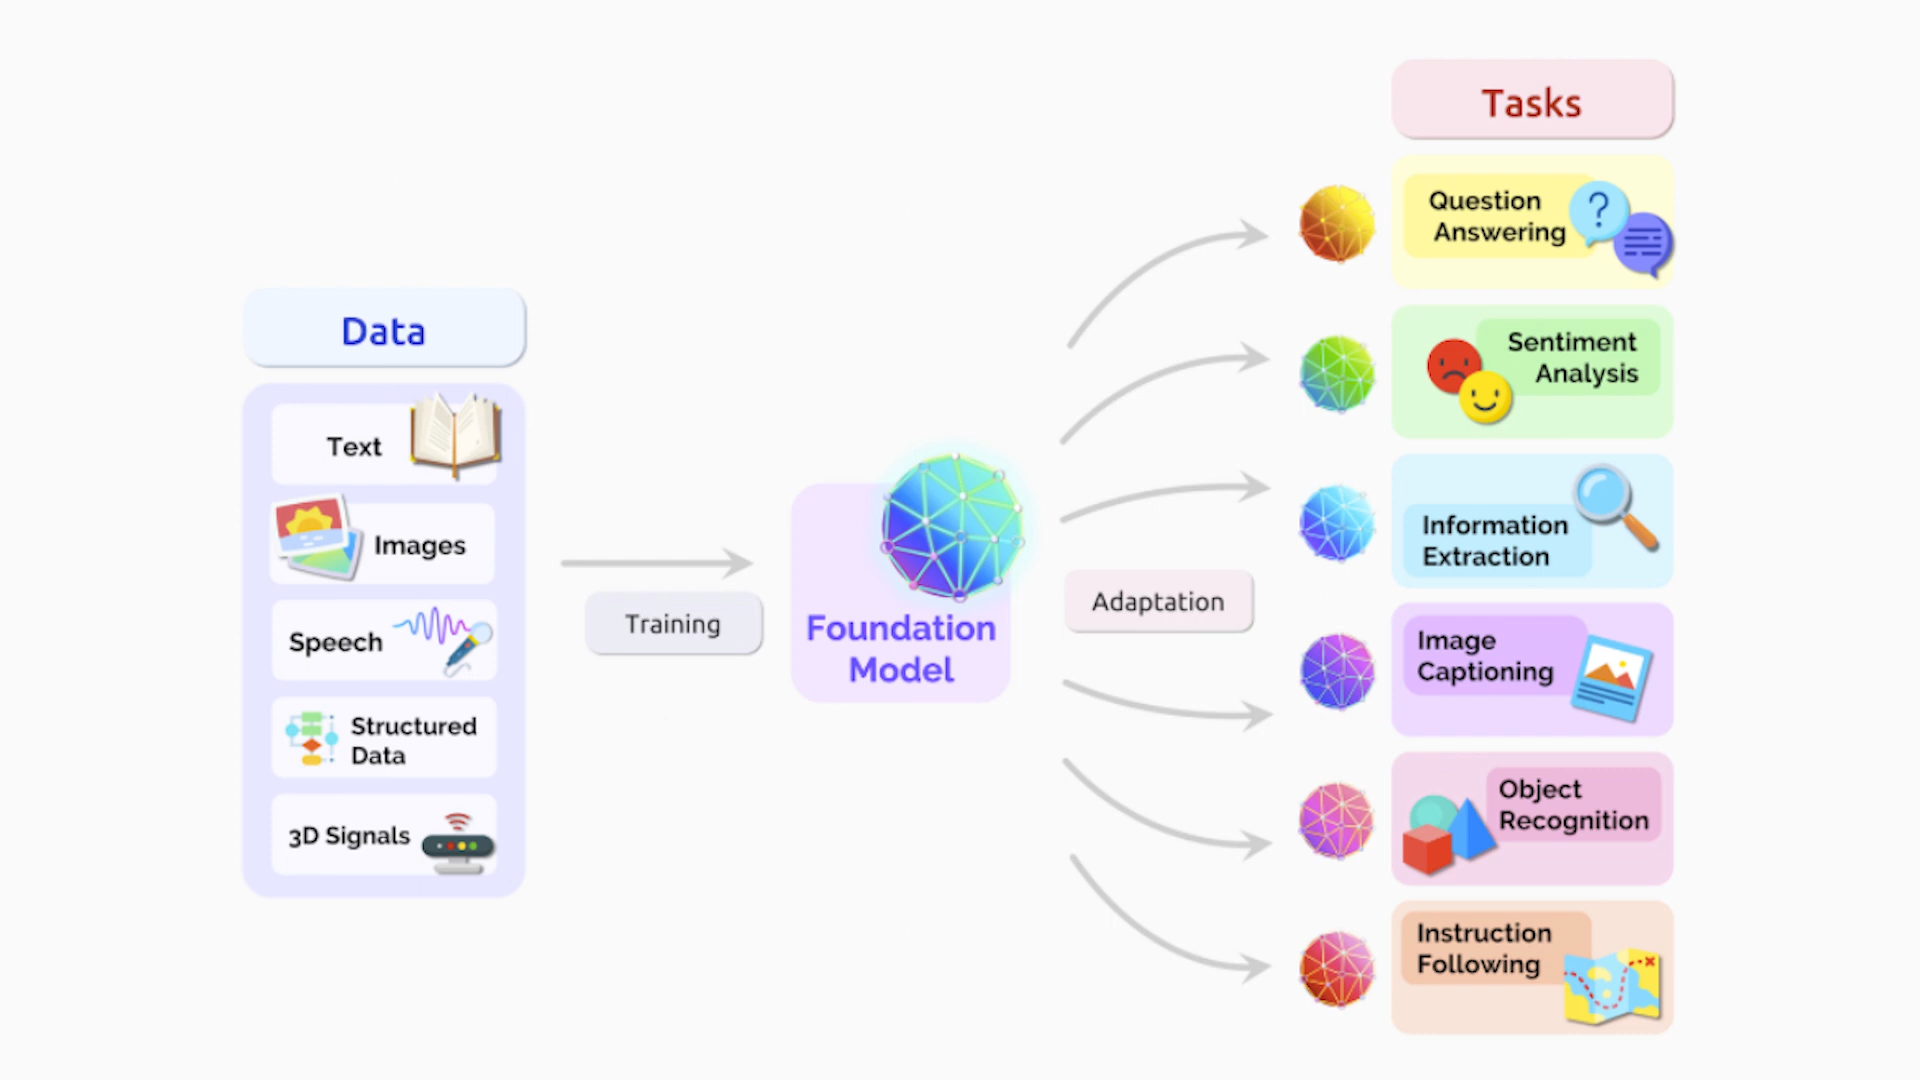 Data
Text
Images
Speech
Structured
Data
3D Signals
Training
Foundation
Model
Adaptation
Tasks
Question
Answering
?
Sentiment
Analysis
Information
Extraction
Image
Captioning
Object
Recognition
Instruction
Following